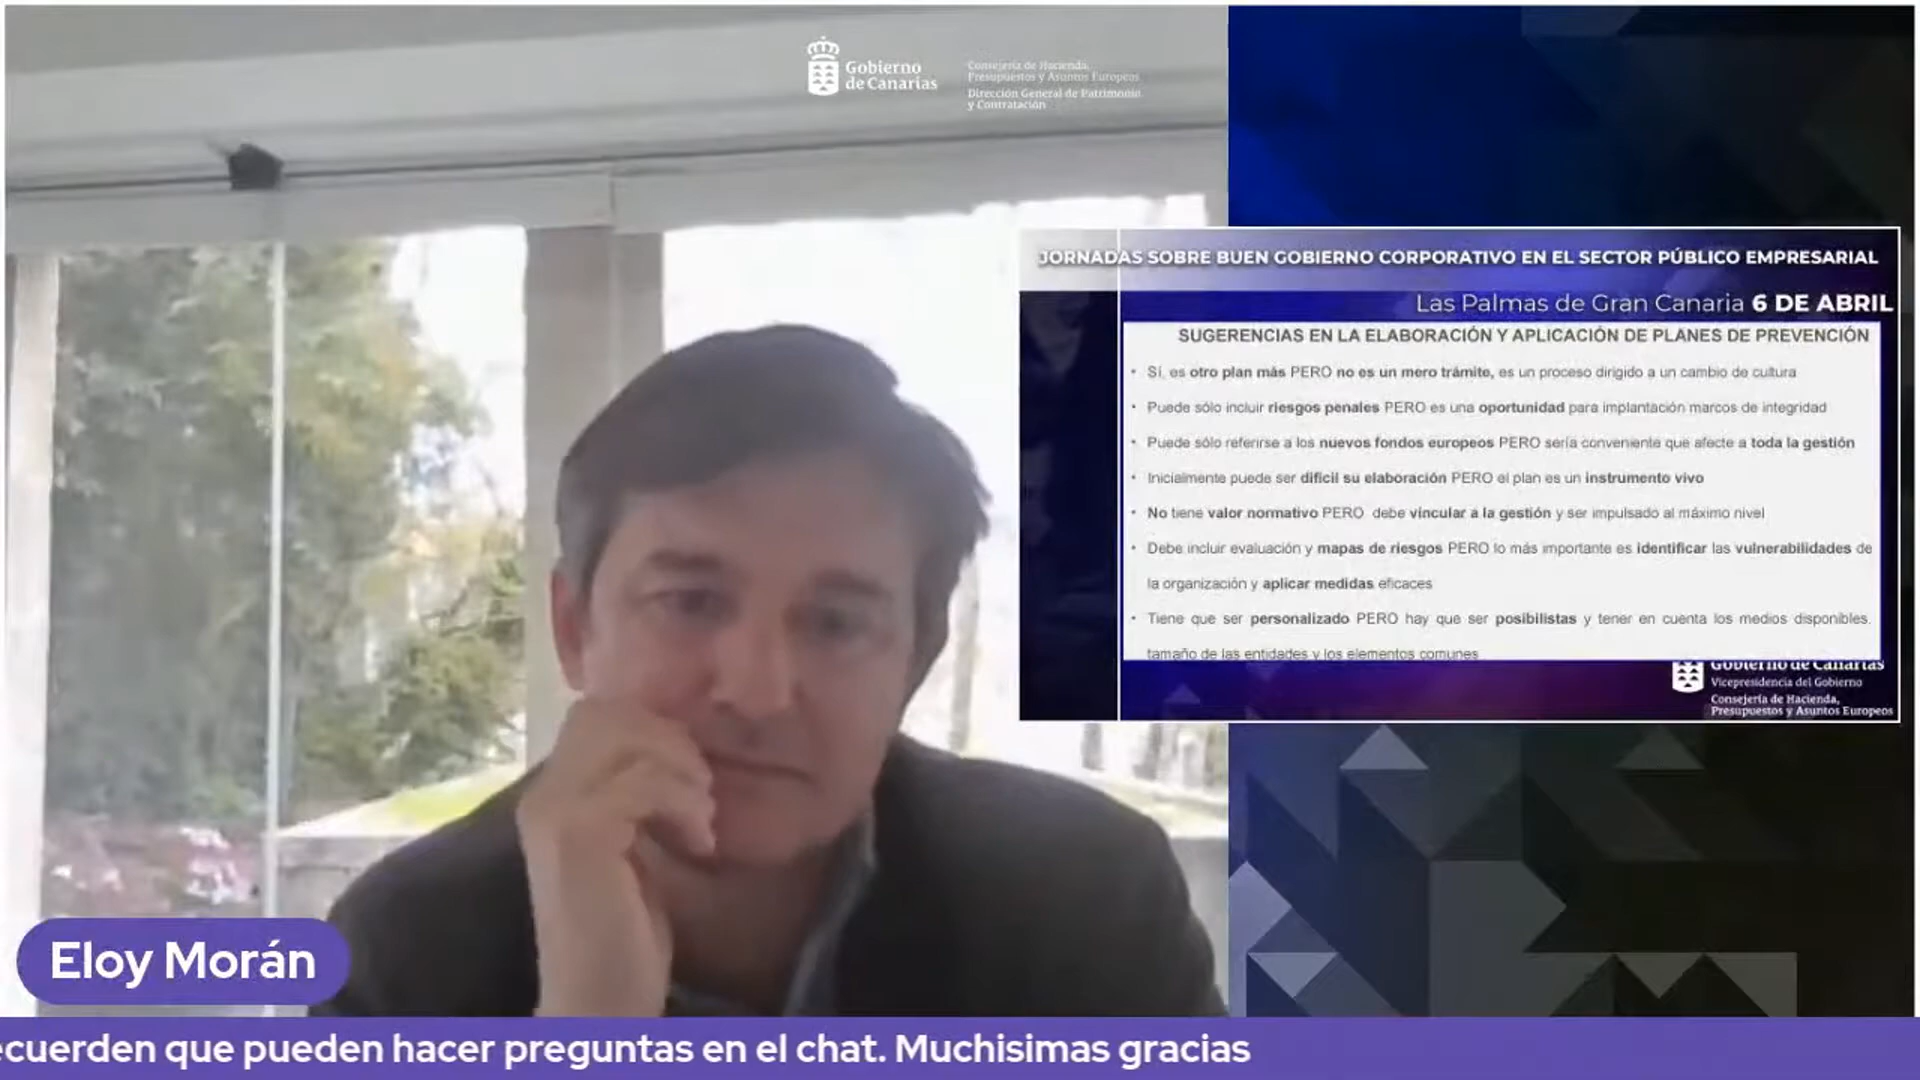 Gobierno
de Canarias
Consejería de Hacienda,
Presupuestos y Asuntos Europeos
Dirección General de Patrimonio
y Contratación
JORNADAS SOBRE BUEN GOBIERNO CORPORATIVO EN EL SECTOR PÚBLICO EMPRESARIAL
Las Palmas de Gran Canaria 6 DE ABRIL
SUGERENCIAS EN LA ELABORACIÓN Y APLICACIÓN DE PLANES DE PREVENCIÓN
• Sí, es otro plan más PERO no es un mero trámite, es un proceso dirigido a un cambio de cultura
• Puede sólo incluir riesgos penales PERO es una oportunidad para implantación marcos de integridad
• Puede sólo referirse a los nuevos fondos europeos PERO sería conveniente que afecte a toda la gestión
• Inicialmente puede ser difícil su elaboración PERO el plan es un instrumento vivo
• No tiene valor normativo PERO debe vincular a la gestión y ser impulsado al máximo nivel
• Debe incluir evaluación y mapas de riesgos PERO lo más importante es identificar las vulnerabilidades de
la organización y aplicar medidas eficaces
• Tiene que ser personalizado PERO hay que ser posibilistas y tener en cuenta los medios disponibles,
tamaño de las entidades y los elementos comunes
Gobierno de Canarias
Vicepresidencia del Gobierno
Consejería de Hacienda,
Presupuestos y Asuntos Europeos
Eloy Morán
ecuerden que pueden hacer preguntas en el chat. Muchisimas gracias